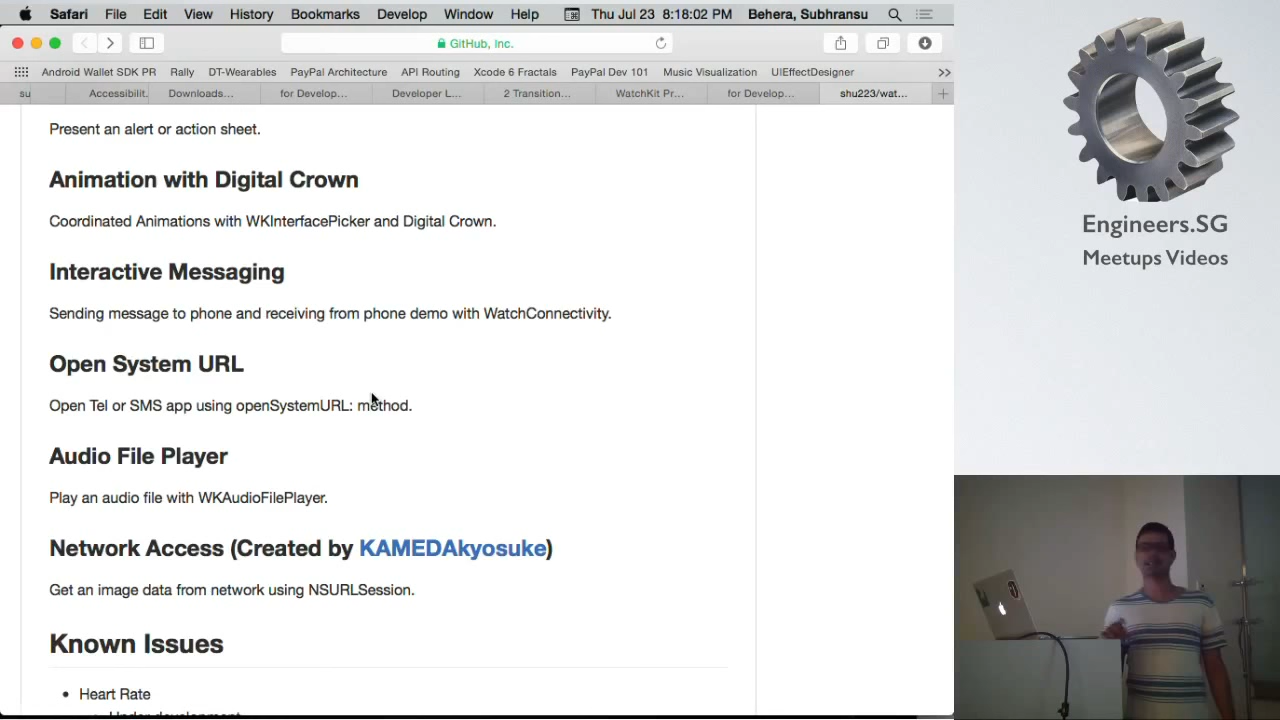 Safari File Edit View History Bookmarks Develop Window Help Thu Jul 23 8:18:02 PM Behera, Subhransu
GitHub, Inc.
Android Wallet SDK PR Rally DT-Wearables PayPal Architecture API Routing Xcode 6 Fractals PayPal Dev 101 Music Visualization UIEffectDesigner >>
su Accessibilit. Downloads... for Develop... Developer L... 2 Transition... WatchKit Pr... for Develop... shu223/wat... +
Present an alert or action sheet.
Animation with Digital Crown
Coordinated Animations with WKInterfacePicker and Digital Crown.
Interactive Messaging
Sending message to phone and receiving from phone demo with WatchConnectivity.
Open System URL
Open Tel or SMS app using openSystemURL: method.
Audio File Player
Play an audio file with WKAudioFilePlayer.
Network Access (Created by KAMEDAkyosuke)
Get an image data from network using NSURLSession.
Known Issues
• Heart Rate
Under development
Engineers.SG
Meetups Videos